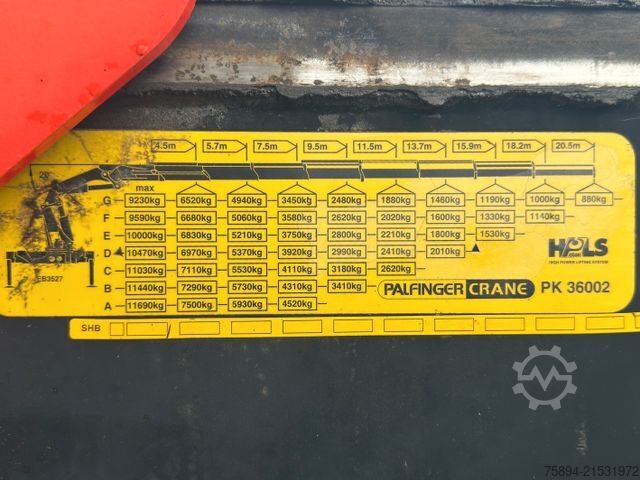 4.5m 5.7m 7.5m 9.5m 11.5m 13.7m 15.9m 18.2m 20.5m
20°
max
G 9230kg 6520kg 4940kg 3450kg 2480kg 1880kg 1460kg 1190kg 1000kg 880kg
F 9590kg 6680kg 5060kg 3580kg 2620kg 2020kg 1600kg 1330kg 1140kg
E 10000kg 6830kg 5210kg 3750kg 2800kg 2210kg 1800kg 1530kg
D 10470kg 6970kg 5370kg 3920kg 2990kg 2410kg 2010kg
C 11030kg 7110kg 5530kg 4110kg 3180kg 2620kg
B 11440kg 7290kg 5730kg 4310kg 3410kg
A 11690kg 7500kg 5930kg 4520kg
EB3527
HPLS
HIGH POWER LIFTING SYSTEM
PALFINGER CRANE PK 36002
SHB
75894-21531972